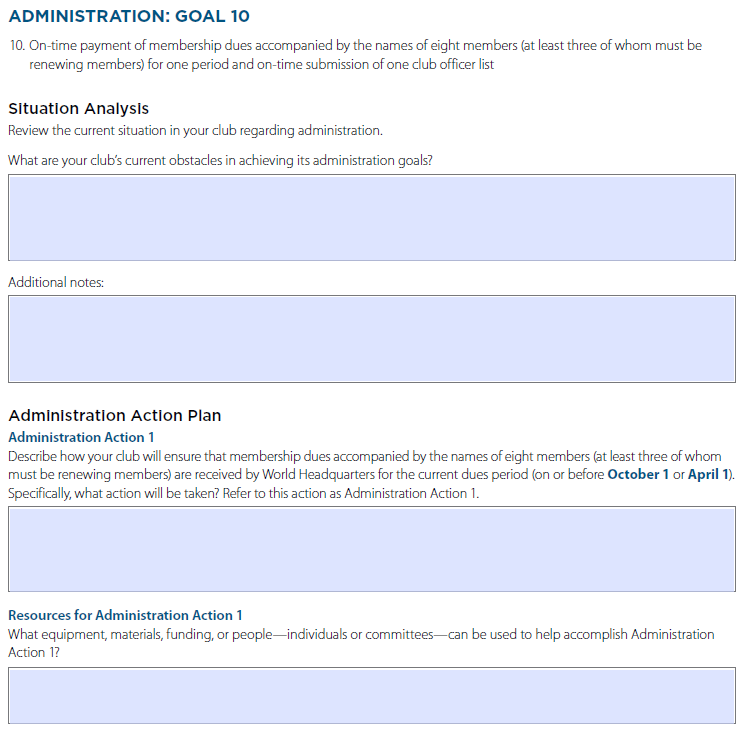 ADMINISTRATION: GOAL 10
10. On-time payment of membership dues accompanied by the names of eight members (at least three of whom must be
renewing members) for one period and on-time submission of one club officer list
Situation Analysis
Review the current situation in your club regarding administration.
What are your club's current obstacles in achieving its administration goals?
Additional notes:
Administration Action Plan
Administration Action 1
Describe how your club will ensure that membership dues accompanied by the names of eight members (at least three of whom
must be renewing members) are received by World Headquarters for the current dues period (on or before October 1 or April 1).
Specifically, what action will be taken? Refer to this action as Administration Action 1.
Resources for Administration Action 1
What equipment, materials, funding, or people—individuals or committees—can be used to help accomplish Administration
Action 1?